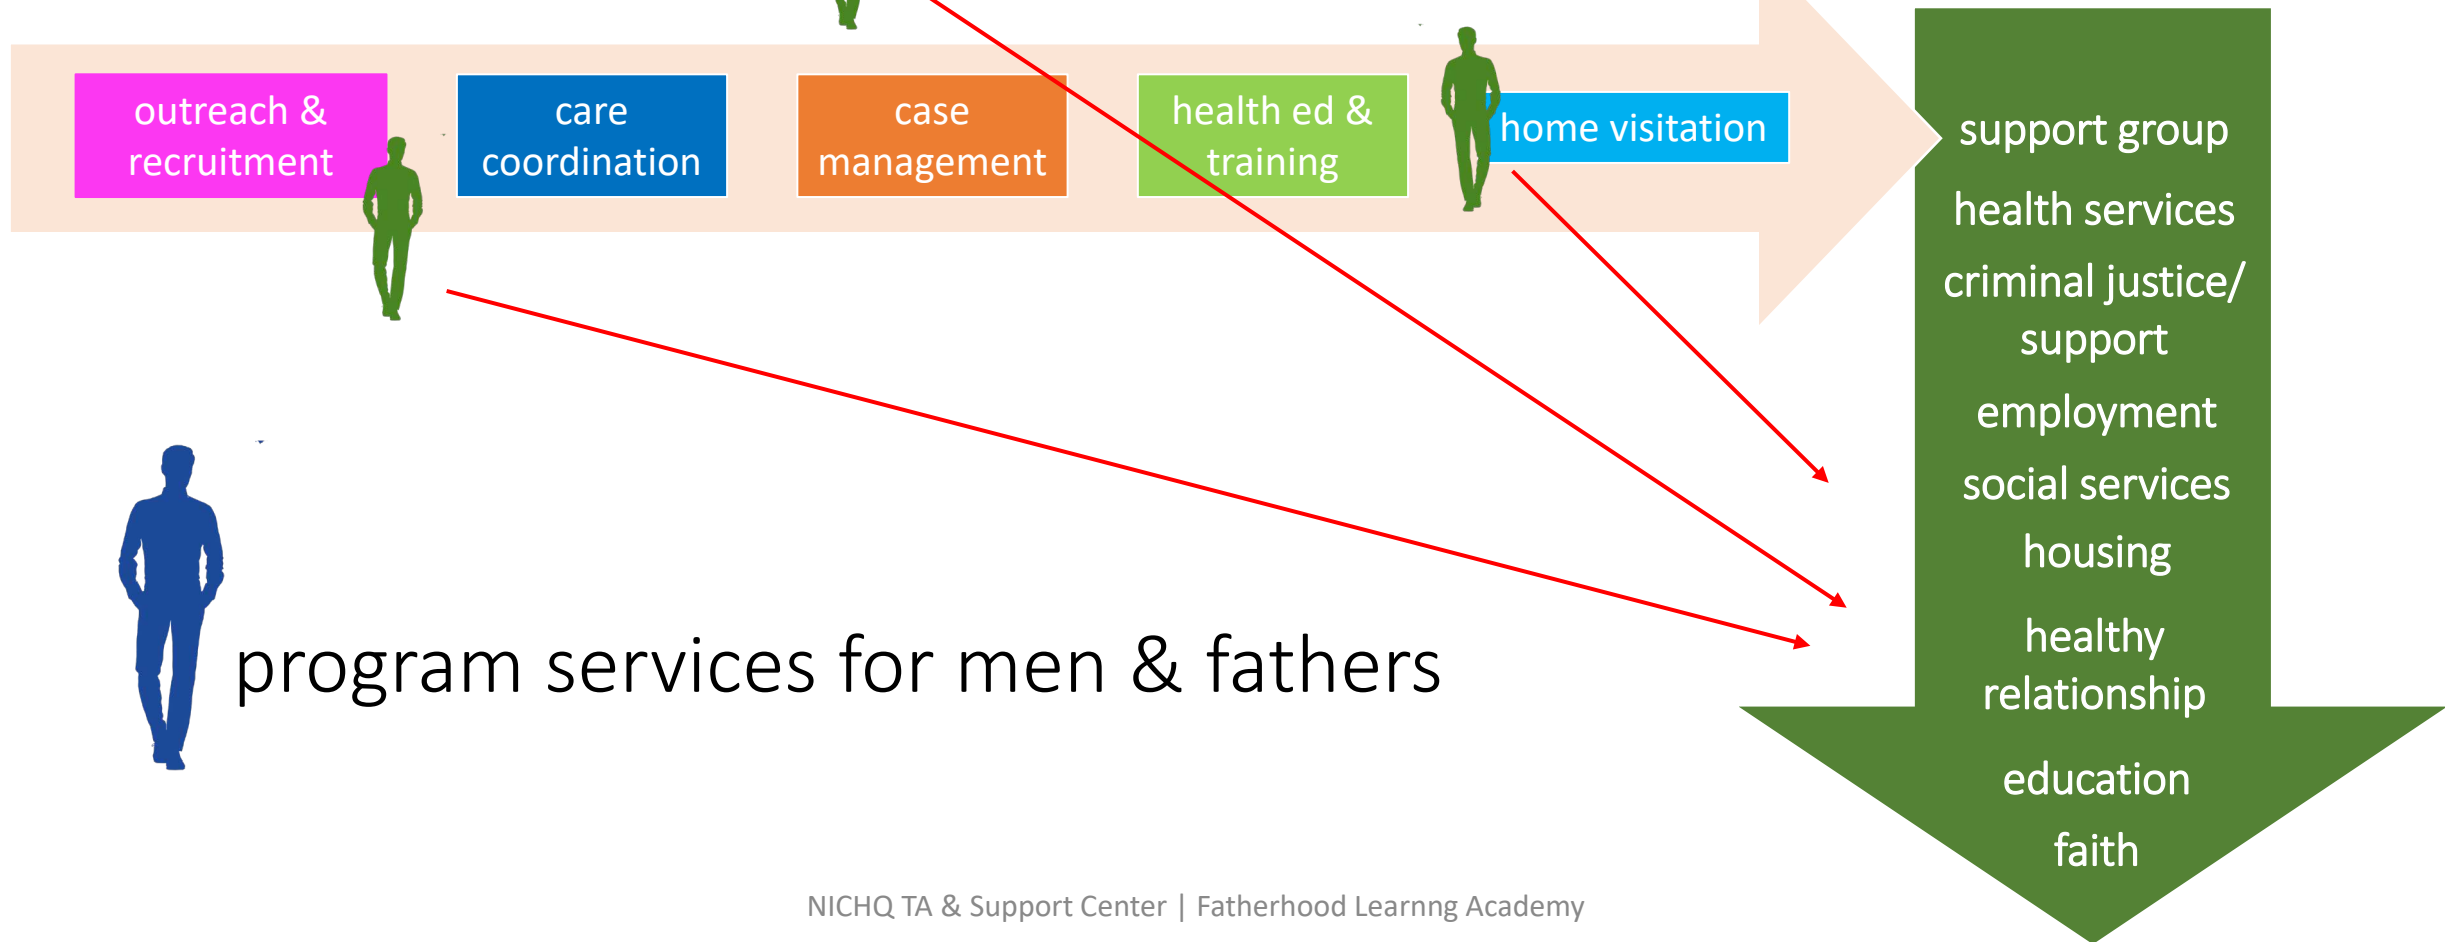 outreach &
recruitment
care
coordination
case
management
health ed &
training
home visitation
support group
health services
criminal justice/
support
employment
social services
housing
healthy
relationship
education
faith
program services for men & fathers
NICHQ TA & Support Center | Fatherhood Learnng Academy